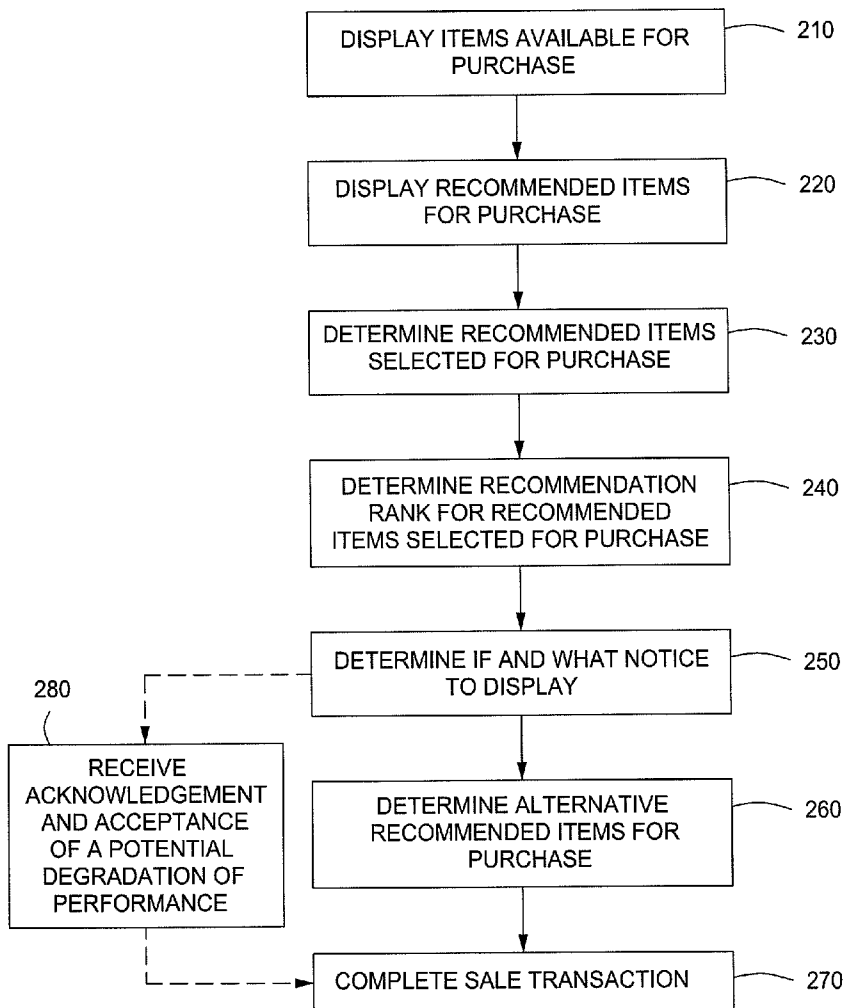 DISPLAY ITEMS AVAILABLE FOR
PURCHASE
210
DISPLAY RECOMMENDED ITEMS
FOR PURCHASE
220
DETERMINE RECOMMENDED ITEMS
SELECTED FOR PURCHASE
230
DETERMINE RECOMMENDATION
RANK FOR RECOMMENDED
ITEMS SELECTED FOR PURCHASE
240
DETERMINE IF AND WHAT NOTICE
TO DISPLAY
250
280
RECEIVE
ACKNOWLEDGEMENT
AND ACCEPTANCE
OF A POTENTIAL
DEGRADATION OF
PERFORMANCE
DETERMINE ALTERNATIVE
RECOMMENDED ITEMS FOR
PURCHASE
260
COMPLETE SALE TRANSACTION
270